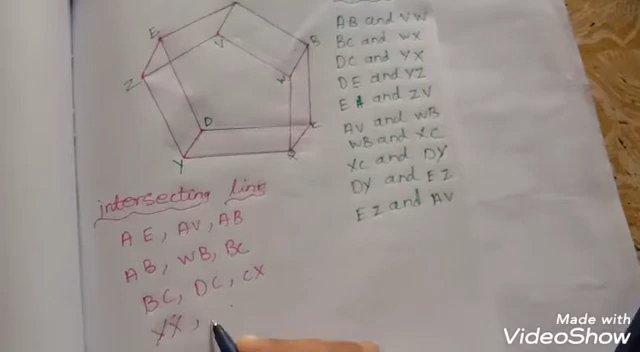 E
B
V
W
Z
D
C
Y
AB and VW
BC and WX
DC and YX
DE and YZ
EA and ZV
AV and WB
WB and XC
XC and DY
DY and EZ
EZ and AV
intersecting line
AE, AV, AB
AB, WB, BC
BC, DC, CX
YX,
Made with
VideoShow